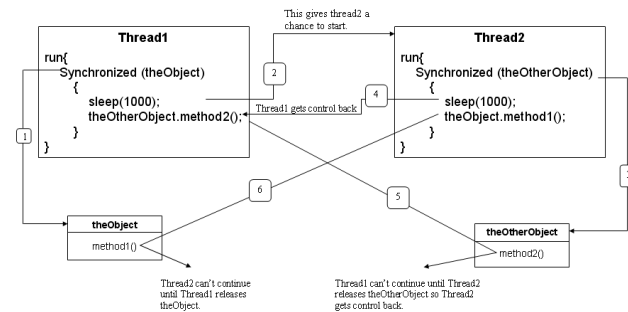 This gives thread2 a
chance to start.
Thread1
run{
Synchronized (theObject)
{
sleep(1000);
theOtherObject.method2();
}
}
Thread2
run{
Synchronized (theOtherObject)
{
sleep(1000);
theObject.method1();
}
}
2
4
Thread1 gets control back
1
6
5
theObject
method1()
theOtherObject
method2()
Thread2 can't continue
until Thread1 releases
theObject.
Thread1 can't continue until Thread2
releases theOtherObject so Thread2
gets control back.